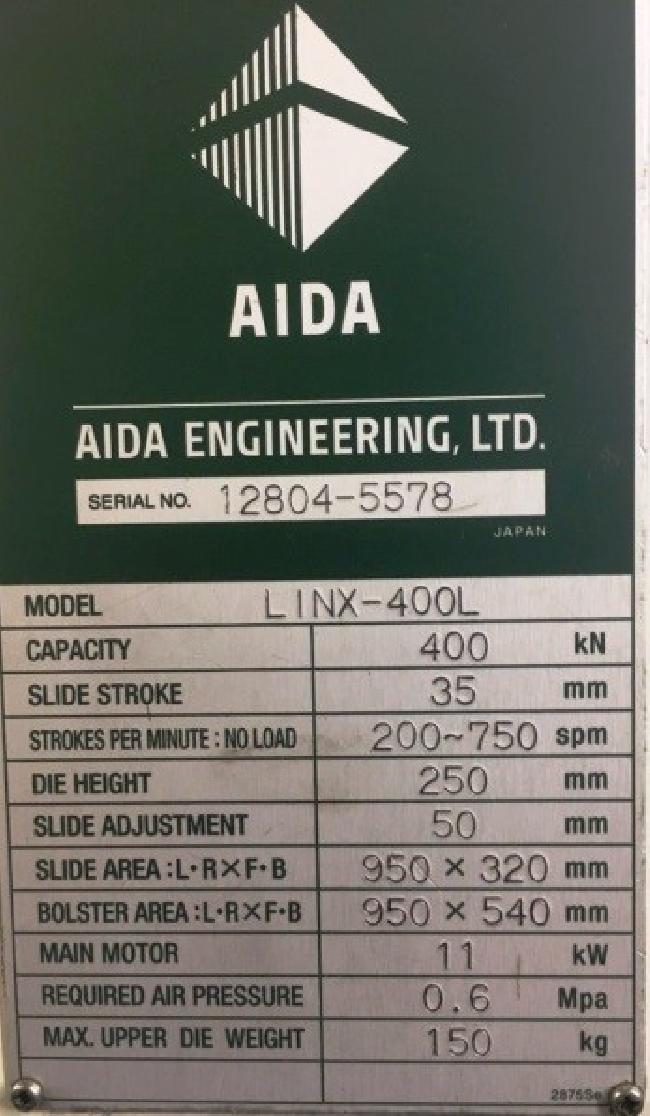 AIDA
AIDA ENGINEERING, LTD.
SERIAL NO. 12804-5578
JAPAN
MODEL LINX-400L
CAPACITY 400 kN
SLIDE STROKE 35 mm
STROKES PER MINUTE : NO LOAD 200~750 spm
DIE HEIGHT 250 mm
SLIDE ADJUSTMENT 50 mm
SLIDE AREA : L·R×F·B 950 × 320 mm
BOLSTER AREA : L·R×F·B 950 × 540 mm
MAIN MOTOR 11 kW
REQUIRED AIR PRESSURE 0.6 Mpa
MAX. UPPER DIE WEIGHT 150 kg